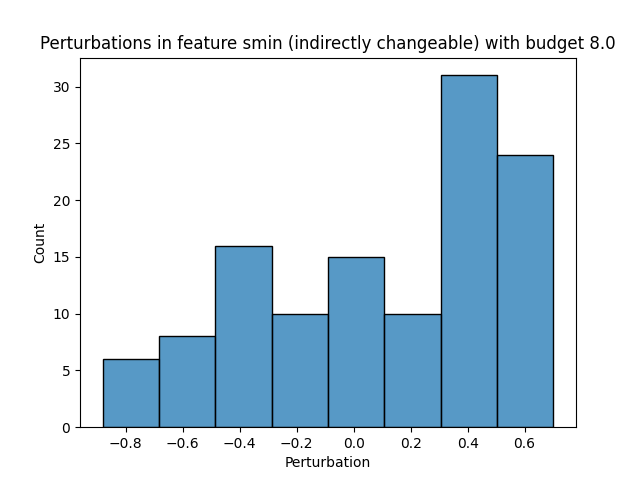 Perturbations in feature smin (indirectly changeable) with budget 8.0
30
25
20
15
10
5
0
Count
−0.8 −0.6 −0.4 −0.2 0.0 0.2 0.4 0.6
Perturbation